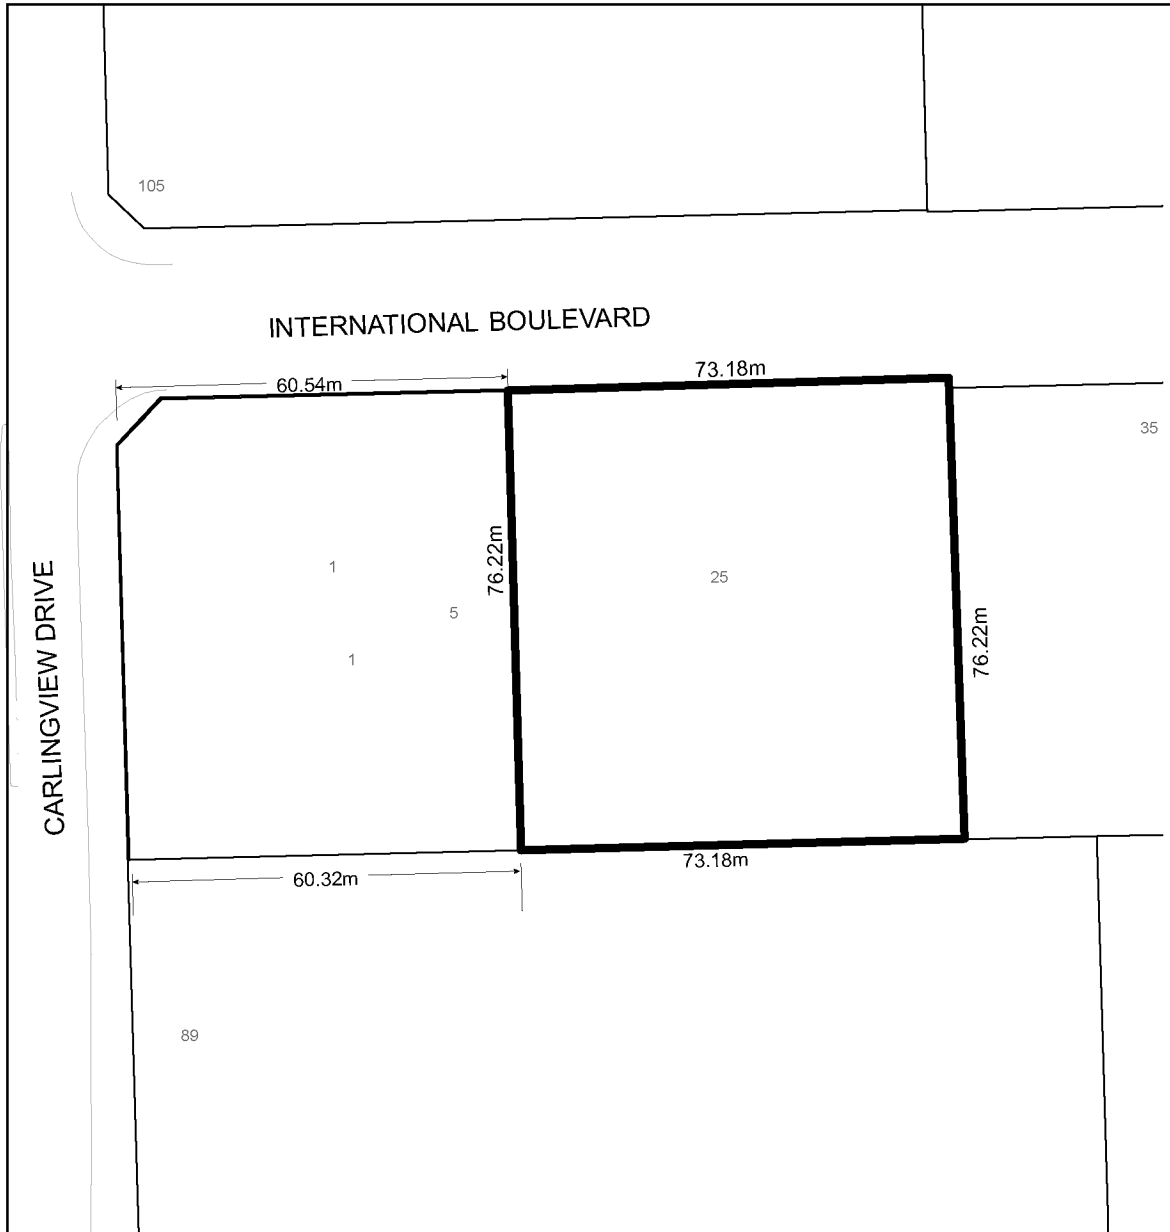 105
INTERNATIONAL BOULEVARD
73.18m
60.54m
35
76.22m
1
25
5
76.22m
1
CARLINGVIEW DRIVE
73.18m
60.32m
89